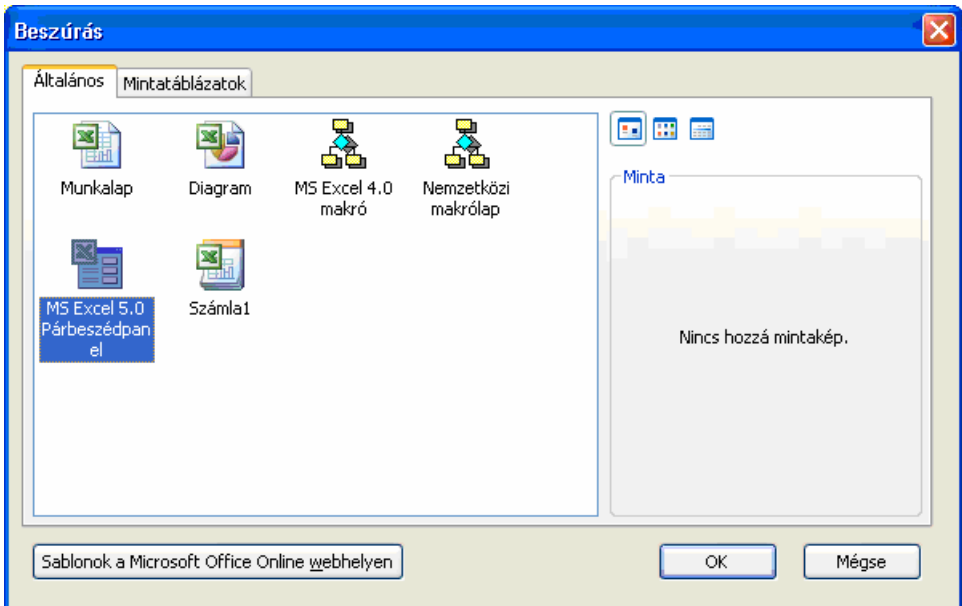 Beszúrás
Általános
Mintatáblázatok
Munkalap
Diagram
MS Excel 4.0
makró
Nemzetközi
makrólap
MS Excel 5.0
Párbeszédpan
el
Számla1
Minta
Nincs hozzá mintakép.
Sablonok a Microsoft Office Online webhelyen
OK
Mégse